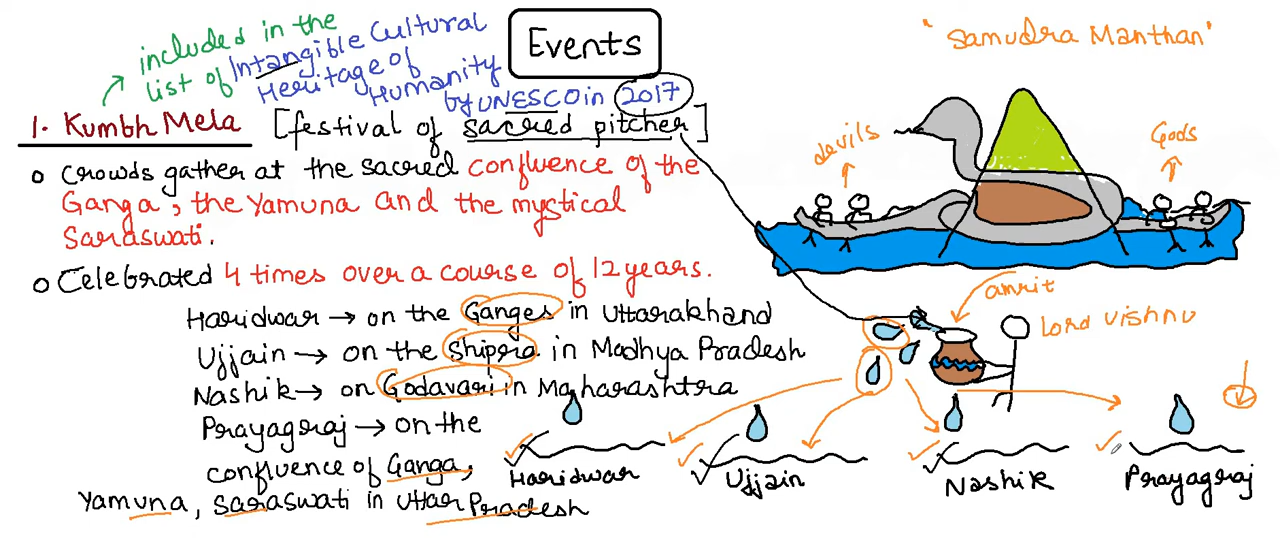 Events
"Samudra Manthan"
included in the
list of Intangible Cultural
Heritage of
Humanity
by UNESCO in 2017
1. Kumbh Mela [festival of sacred pitcher]
o crowds gather at the sacred confluence of the
Ganga, the Yamuna and the mystical
Saraswati.
o Celebrated 4 times over a course of 12 years.
Haridwar → on the Ganges in Uttarakhand
Ujjain → on the Shipra in Madhya Pradesh
Nashik → on Godavari in Maharashtra
Prayagraj → on the
confluence of Ganga,
Yamuna, Saraswati in Uttar Pradesh
devils
Gods
amrit
Lord Vishnu
Haridwar
Ujjain
Nashik
Prayagraj